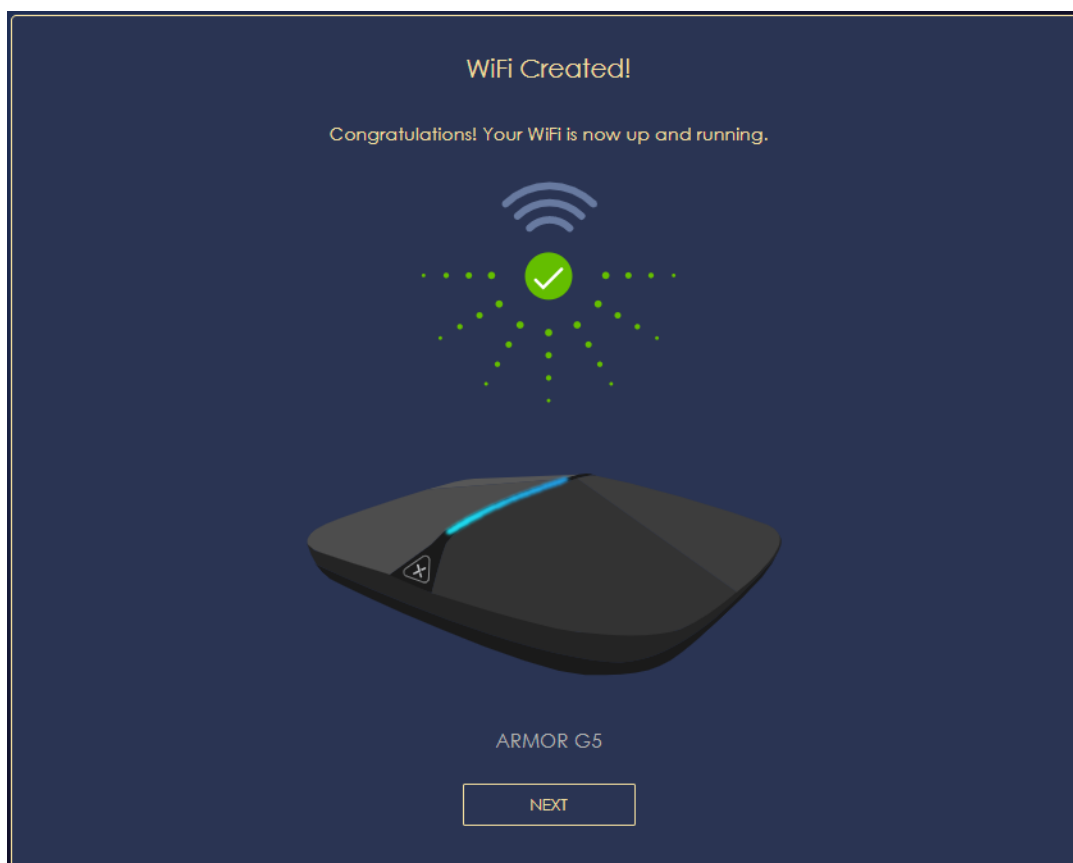 WiFi Created!
Congratulations! Your WiFi is now up and running.
ARMOR G5
NEXT